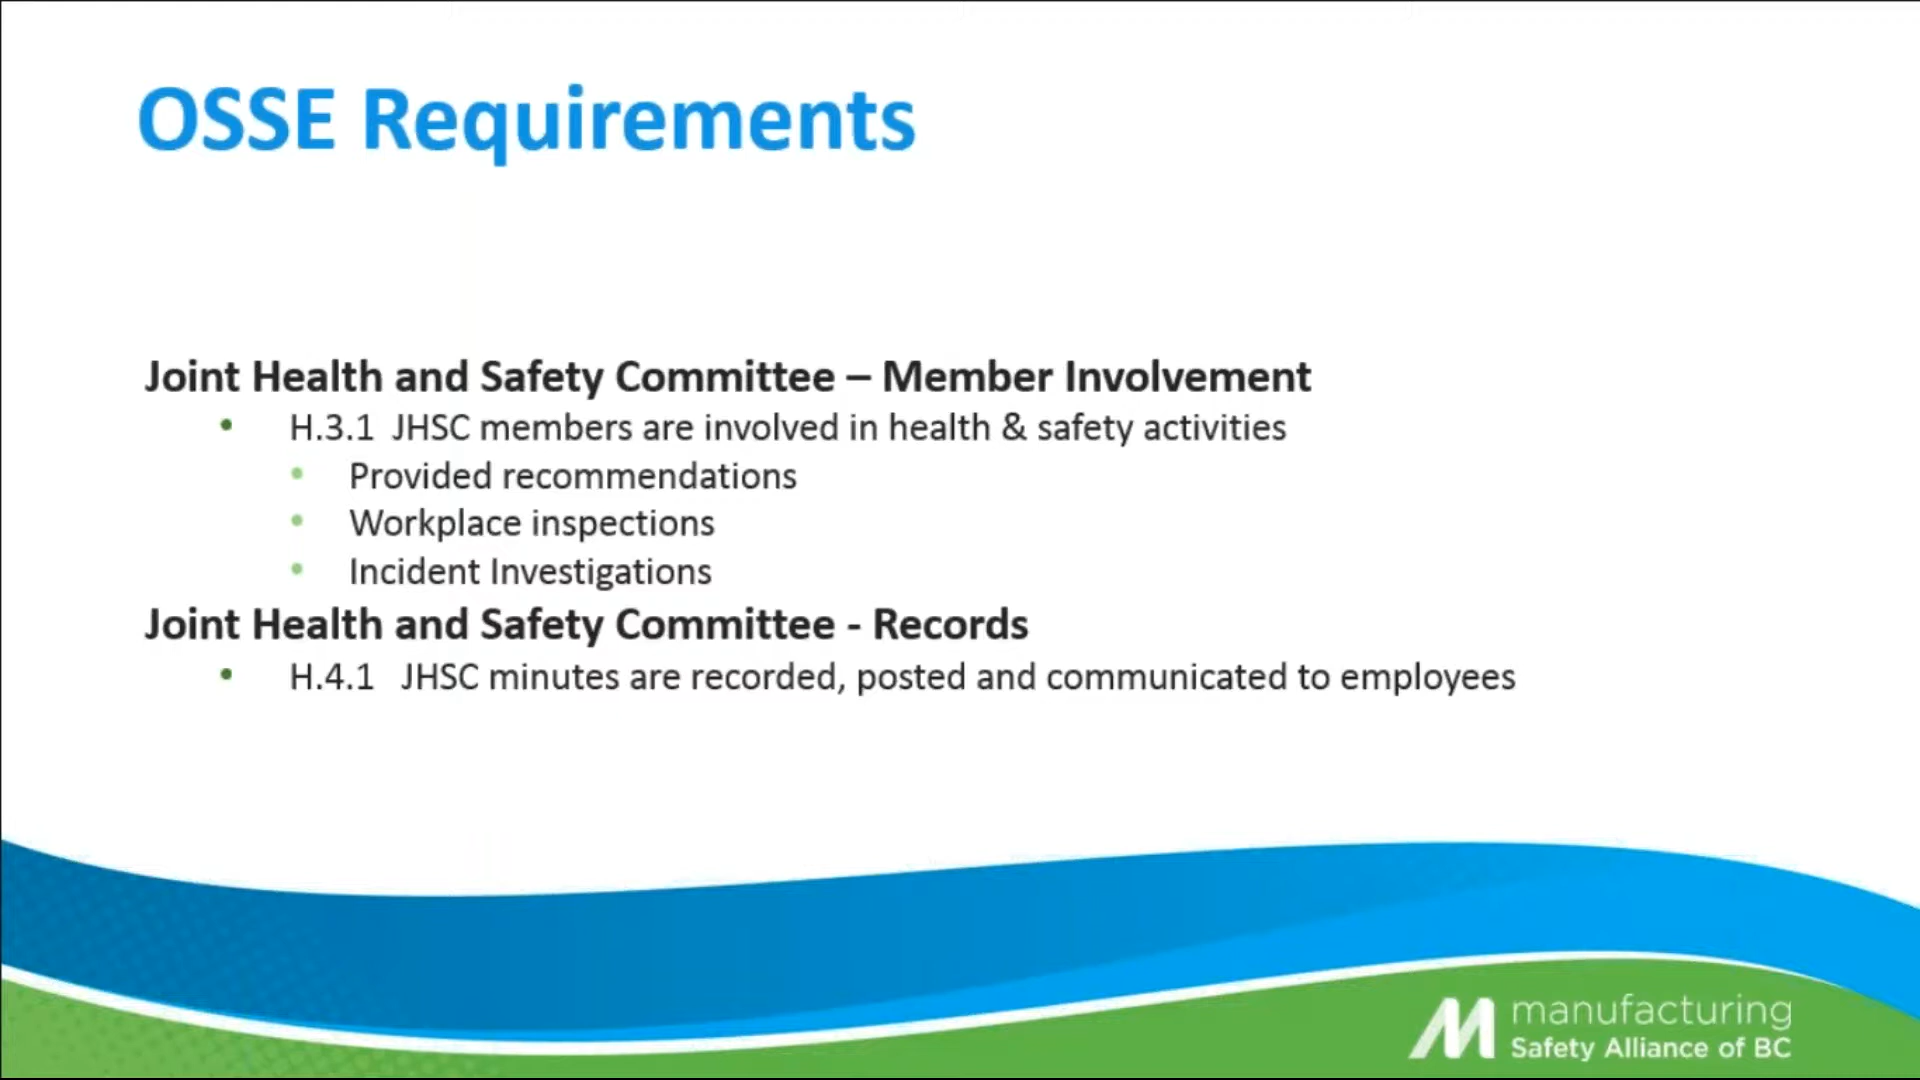 OSSE Requirements
Joint Health and Safety Committee – Member Involvement
• H.3.1 JHSC members are involved in health & safety activities
• Provided recommendations
• Workplace inspections
• Incident Investigations
Joint Health and Safety Committee - Records
• H.4.1 JHSC minutes are recorded, posted and communicated to employees
manufacturing
Safety Alliance of BC